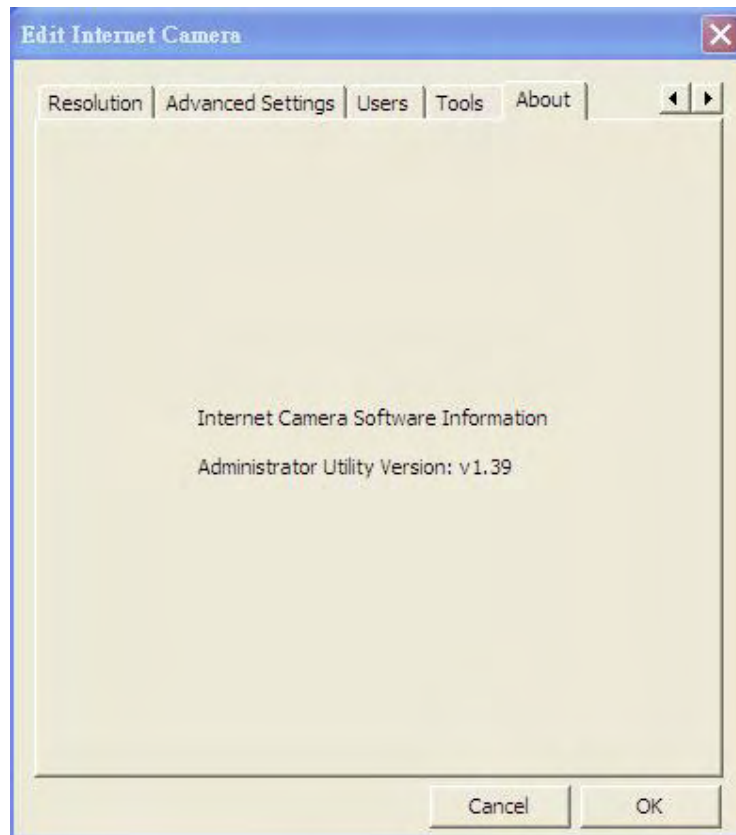 Edit Internet Camera
Resolution Advanced Settings Users Tools About
Internet Camera Software Information
Administrator Utility Version: v1.39
Cancel OK